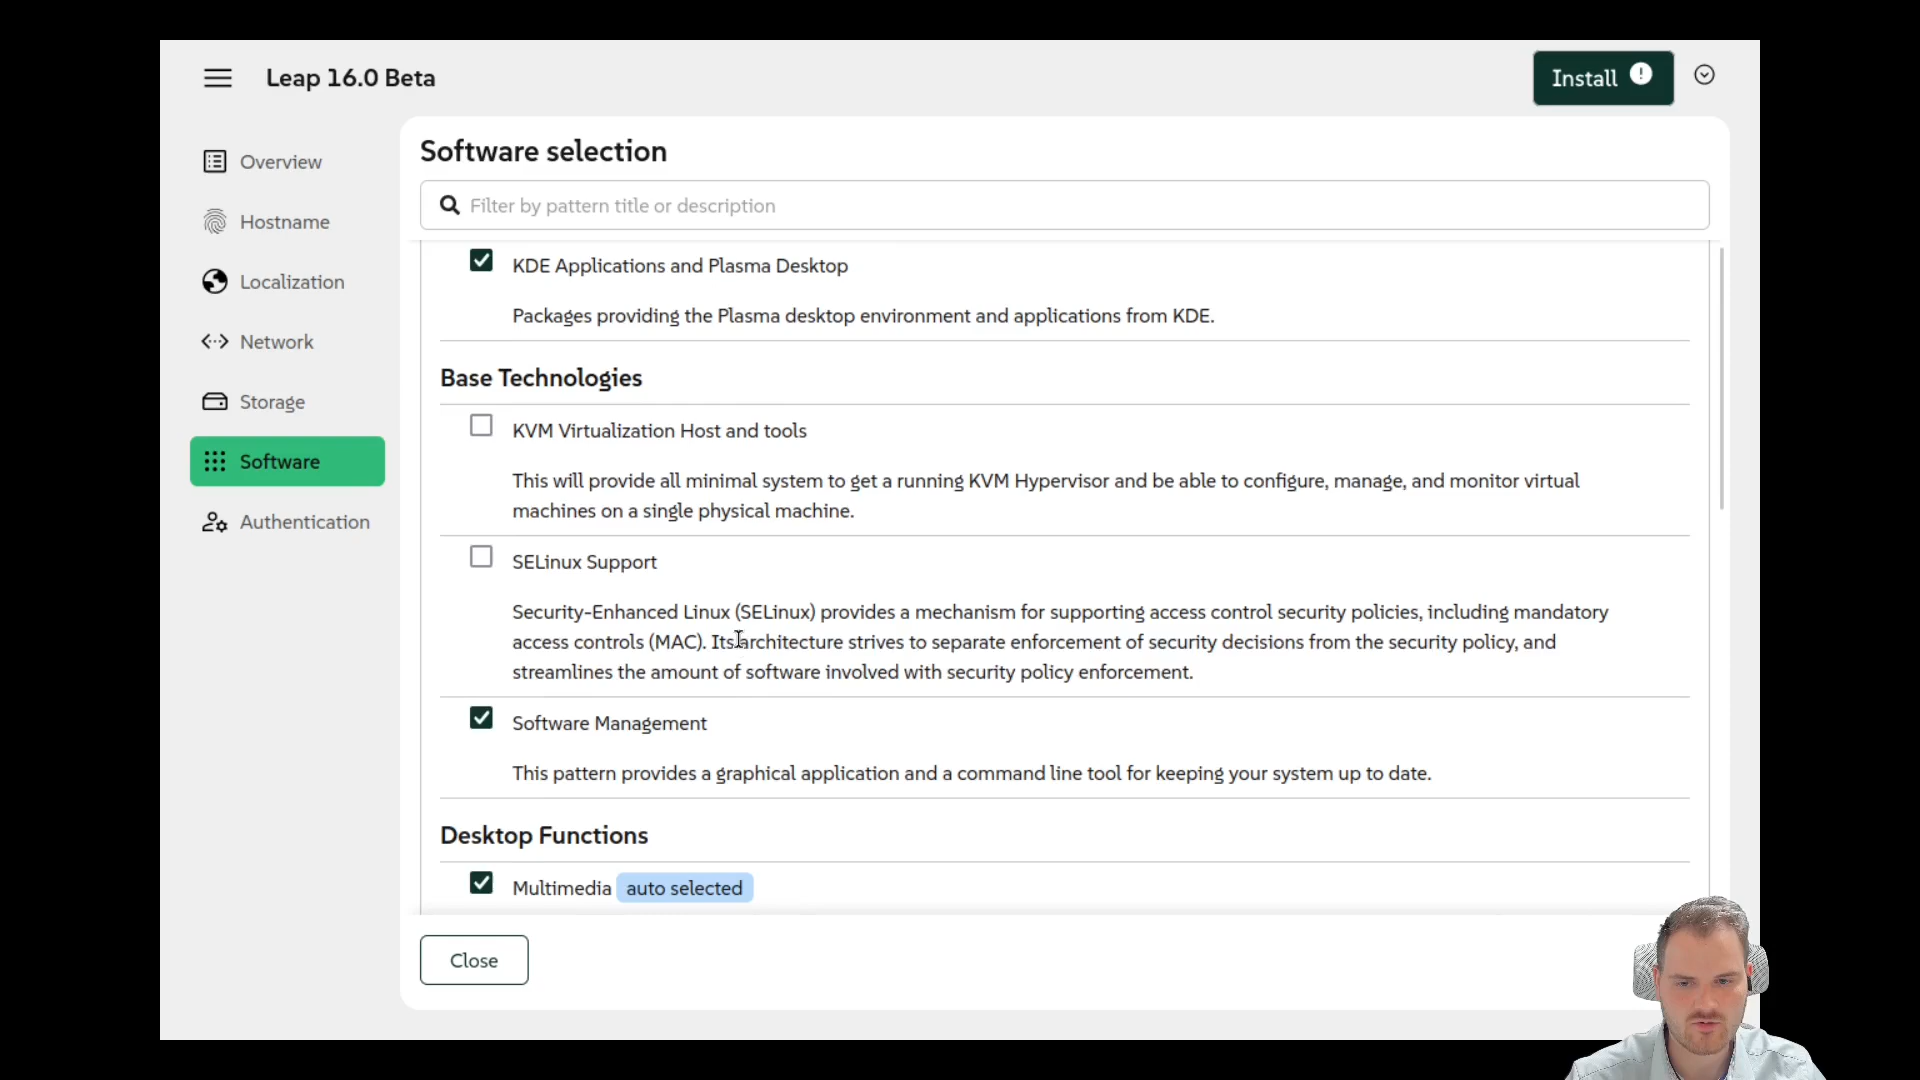 Leap 16.0 Beta
Install
Overview
Hostname
Localization
Network
Storage
Software
Authentication
Software selection
Filter by pattern title or description
KDE Applications and Plasma Desktop
Packages providing the Plasma desktop environment and applications from KDE.
Base Technologies
KVM Virtualization Host and tools
This will provide all minimal system to get a running KVM Hypervisor and be able to configure, manage, and monitor virtual
machines on a single physical machine.
SELinux Support
Security-Enhanced Linux (SELinux) provides a mechanism for supporting access control security policies, including mandatory
access controls (MAC). Its architecture strives to separate enforcement of security decisions from the security policy, and
streamlines the amount of software involved with security policy enforcement.
Software Management
This pattern provides a graphical application and a command line tool for keeping your system up to date.
Desktop Functions
Multimedia auto selected
Close